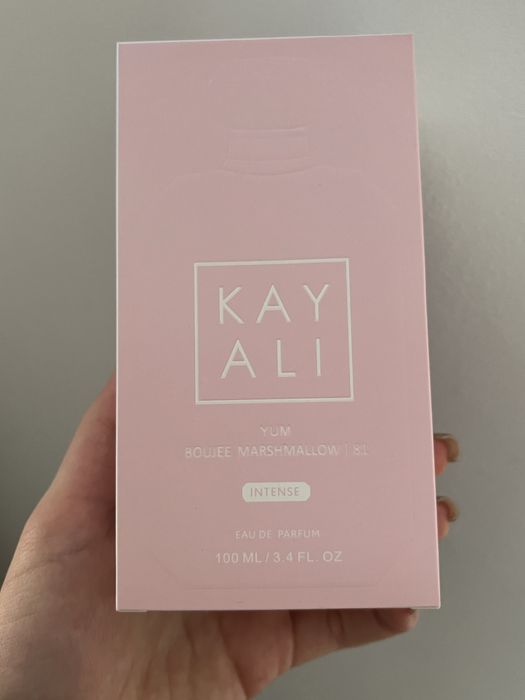 KAY
ALI
YUM
BOUJEE MARSHMALLOW | 81
INTENSE
EAU DE PARFUM
100 ML / 3.4 FL. OZ